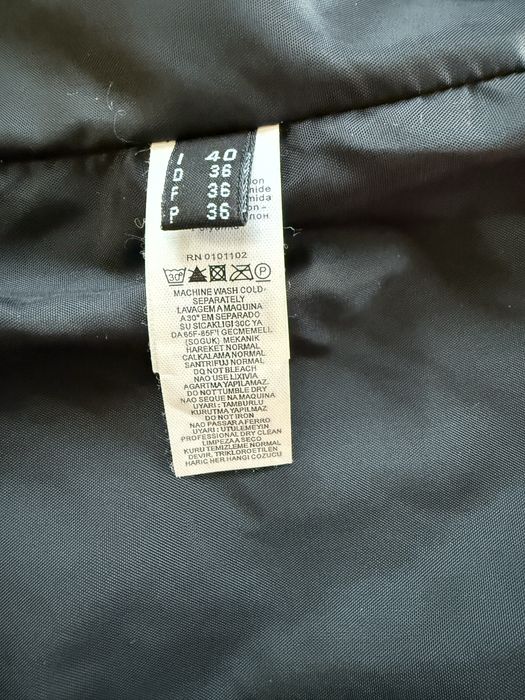 I 40
D 36
F 36
P 36
RN 0101102
30°
P
MACHINE WASH COLD-
SEPARATELY
LAVAGEM A MAQUINA
A 30° EM SEPARADO
SU SICAKLIGI 30C YA
DA 65F-85F'I GECMEMELI.
(SOGUK) MEKANIK
HAREKET NORMAL
CALKALAMA NORMAL
SANTRIFUJ NORMAL
DO NOT BLEACH
NAO USE LIXIVIA
AGARTMA YAPILAMAZ.
DO NOT TUMBLE DRY
NAO SEQUE NA MAQUINA
UYARI : TAMBURLU
KURUTMA YAPILMAZ
DO NOT IRON
NAO PASSAR A FERRO
UYARI : UTULEMEYIN
PROFESSIONAL DRY CLEAN
LIMPEZA A SECO
KURU TEMIZLEME NORMAL
DEVIR, TRIKLOROETILEN
HARIC HER HANGI COZUCU